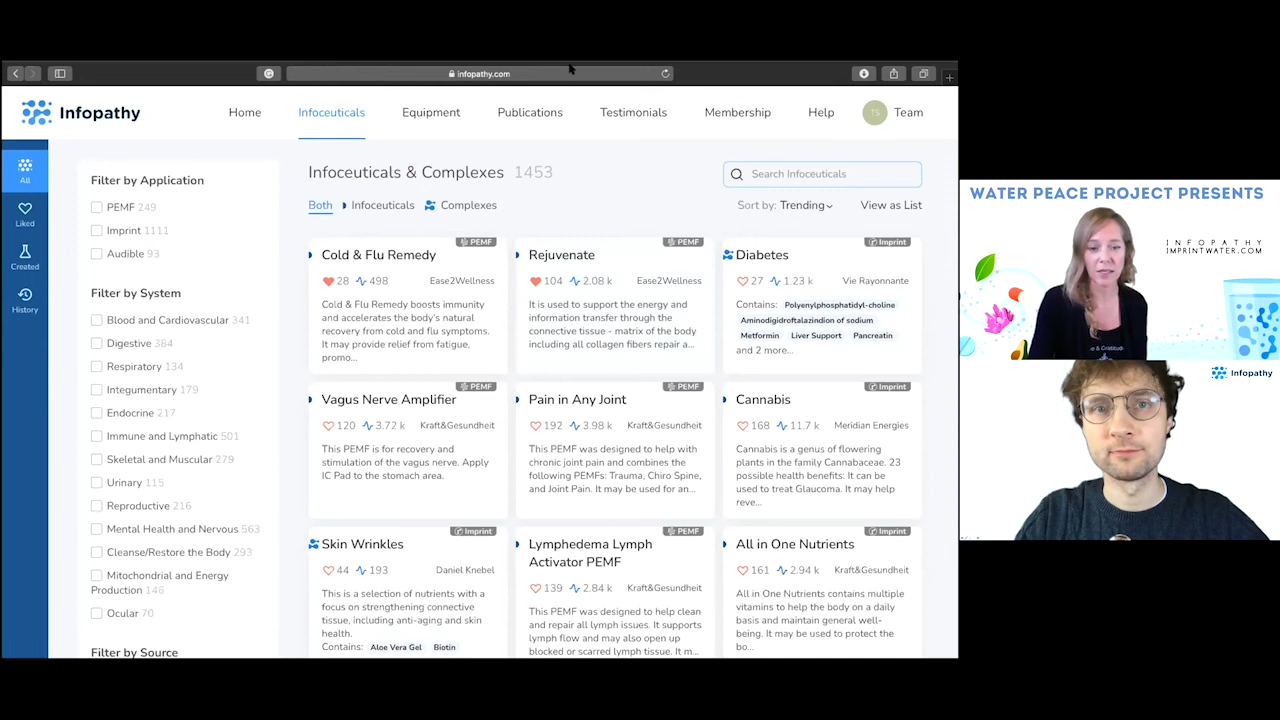 infopathy.com
Infopathy
Home
Infoceuticals
Equipment
Publications
Testimonials
Membership
Help
TS
Team
All
Liked
Created
History
Filter by Application
PEMF 249
Imprint 1111
Audible 93
Filter by System
Blood and Cardiovascular 341
Digestive 384
Respiratory 134
Integumentary 179
Endocrine 217
Immune and Lymphatic 501
Skeletal and Muscular 279
Urinary 115
Reproductive 216
Mental Health and Nervous 563
Cleanse/Restore the Body 293
Mitochondrial and Energy
Production 146
Ocular 70
Filter by Source
Infoceuticals & Complexes 1453
Search Infoceuticals
Both
Infoceuticals
Complexes
Sort by: Trending
View as List
PEMF
Cold & Flu Remedy
28 498 Ease2Wellness
Cold & Flu Remedy boosts immunity
and accelerates the body's natural
recovery from cold and flu symptoms.
It may provide relief from fatigue,
promo...
PEMF
Rejuvenate
104 2.08 k Ease2Wellness
It is used to support the energy and
information transfer through the
connective tissue - matrix of the body
including all collagen fibers repair a...
Imprint
Diabetes
27 1.23 k Vie Rayonnante
Contains: Polyenylphosphatidyl-choline
Aminodigidroftalazindion of sodium
Metformin Liver Support Pancreatin
and 2 more...
PEMF
Vagus Nerve Amplifier
120 3.72 k Kraft&Gesundheit
This PEMF is for recovery and
stimulation of the vagus nerve. Apply
IC Pad to the stomach area.
PEMF
Pain in Any Joint
192 3.98 k Kraft&Gesundheit
This PEMF was designed to help with
chronic joint pain and combines the
following PEMFs: Trauma, Chiro Spine,
and Joint Pain. It may be used for an...
Imprint
Cannabis
168 11.7 k Meridian Energies
Cannabis is a genus of flowering
plants in the family Cannabaceae. 23
possible health benefits: It can be
used to treat Glaucoma. It may help
reve...
Imprint
Skin Wrinkles
44 193 Daniel Knebel
This is a selection of nutrients with a
focus on strengthening connective
tissue, including anti-aging and skin
health.
Contains: Aloe Vera Gel Biotin
PEMF
Lymphedema Lymph
Activator PEMF
139 2.84 k Kraft&Gesundheit
This PEMF was designed to help clean
and repair all lymph issues. It supports
lymph flow and may also open up
blocked or scarred lymph tissue. It m...
Imprint
All in One Nutrients
161 2.94 k Kraft&Gesundheit
All in One Nutrients contains multiple
vitamins to help the body on a daily
basis and maintain general well-
being. It may be used to protect the
bo...
WATER PEACE PROJECT PRESENTS
INFOPATHY
IMPRINTWATER.COM
Infopathy